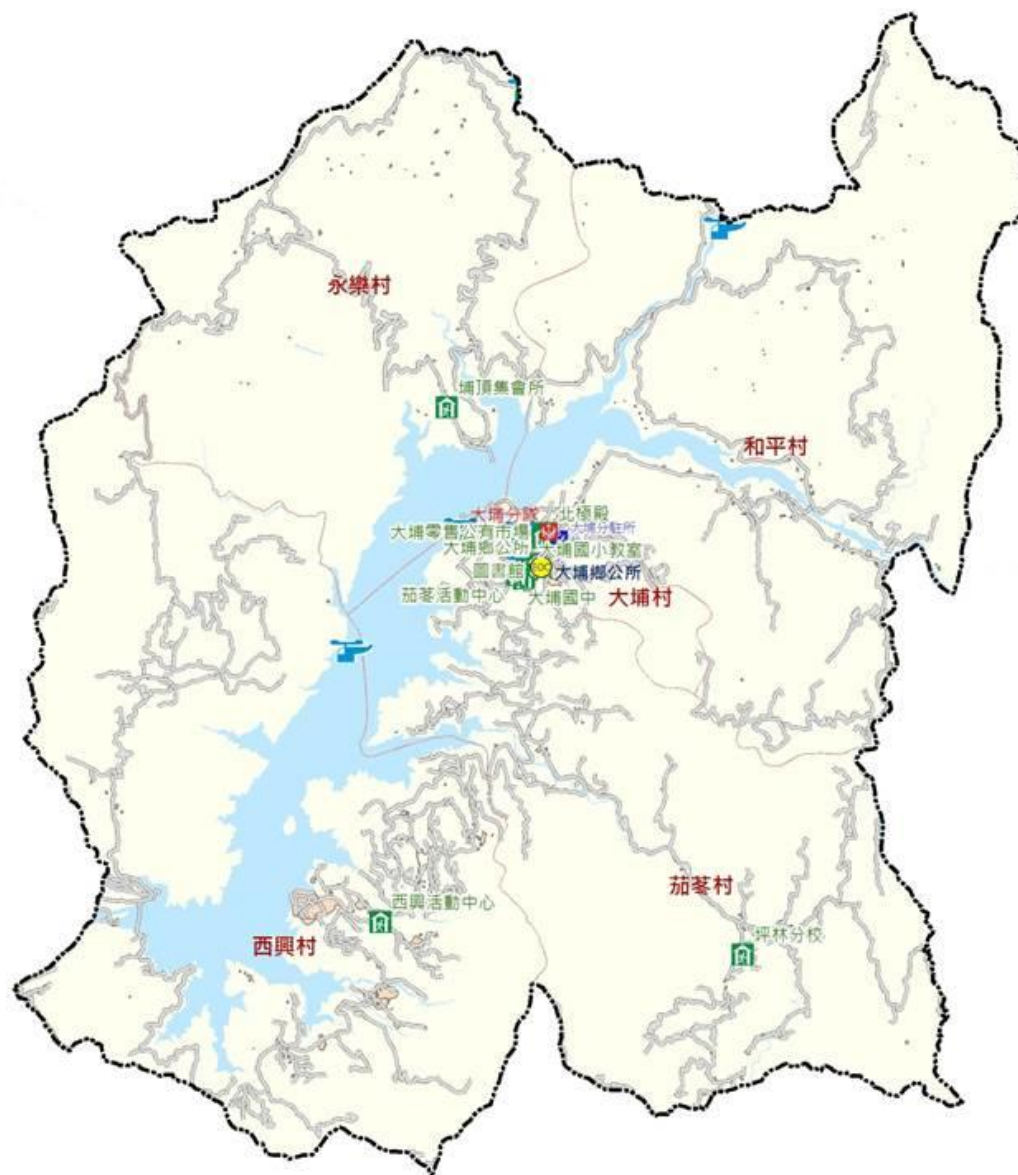 永樂村
埔頂集會所
和平村
大埔分隊
北極殿
大埔零售公有市場
大埔分駐所
大埔鄉公所
大埔國小教室
圖書館
EOC
大埔鄉公所
茄苳活動中心
大埔國中
大埔村
茄苳村
西興活動中心
西興村
坪林分校